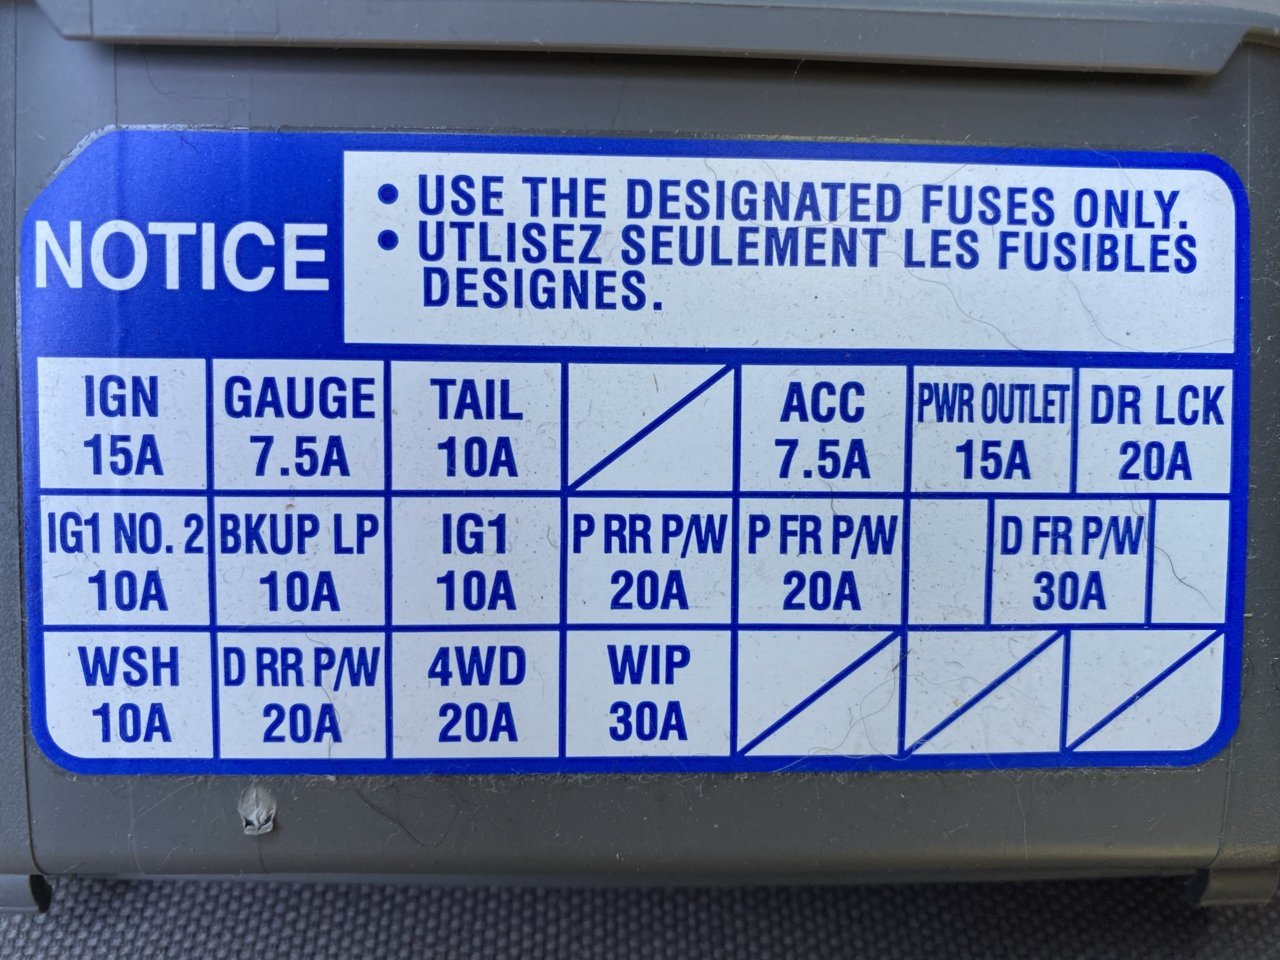 NOTICE
• USE THE DESIGNATED FUSES ONLY.
• UTLISEZ SEULEMENT LES FUSIBLES
DESIGNES.
IGN GAUGE TAIL ACC PWR OUTLET DR LCK
15A 7.5A 10A 7.5A 15A 20A
IG1 NO. 2 BKUP LP IG1 P RR P/W P FR P/W D FR P/W
10A 10A 10A 20A 20A 30A
WSH D RR P/W 4WD WIP
10A 20A 20A 30A